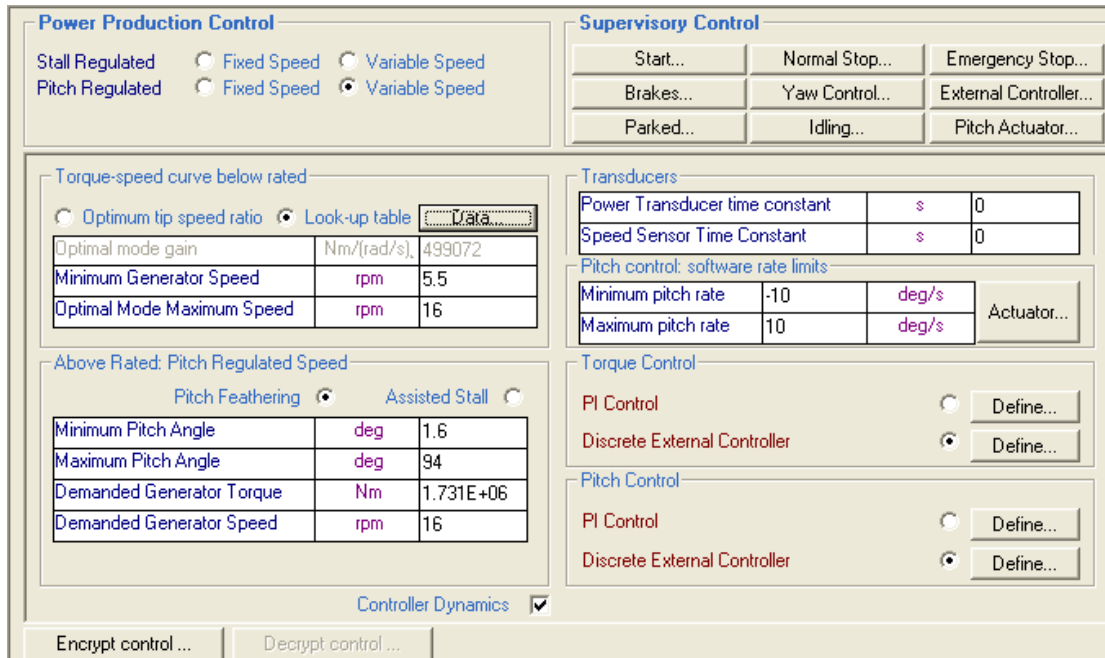 Power Production Control
Stall Regulated Fixed Speed Variable Speed
Pitch Regulated Fixed Speed Variable Speed
Supervisory Control
Start... Normal Stop... Emergency Stop...
Brakes... Yaw Control... External Controller...
Parked... Idling... Pitch Actuator...
Torque-speed curve below rated
Optimum tip speed ratio Look-up table Data...
Optimal mode gain Nm/(rad/s) 499072
Minimum Generator Speed rpm 5.5
Optimal Mode Maximum Speed rpm 16
Transducers
Power Transducer time constant s 0
Speed Sensor Time Constant s 0
Pitch control: software rate limits
Minimum pitch rate -10 deg/s
Maximum pitch rate 10 deg/s
Actuator...
Above Rated: Pitch Regulated Speed
Pitch Feathering Assisted Stall
Minimum Pitch Angle deg 1.6
Maximum Pitch Angle deg 94
Demanded Generator Torque Nm 1.731E+06
Demanded Generator Speed rpm 16
Torque Control
PI Control Define...
Discrete External Controller Define...
Pitch Control
PI Control Define...
Discrete External Controller Define...
Controller Dynamics
Encrypt control ... Decrypt control ...